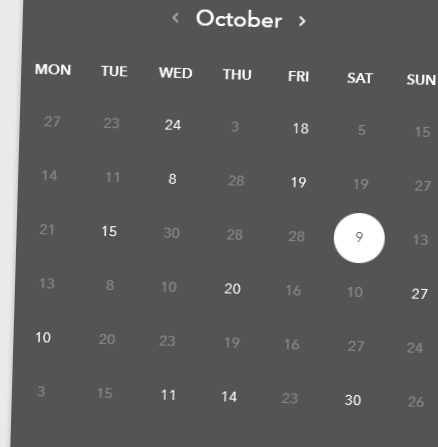 ‹ October ›
MON TUE WED THU FRI SAT SUN
27 23 24 3 18 5 15
14 11 8 28 19 19 27
21 15 30 28 28 9 13
13 8 10 20 16 10 27
10 20 23 19 16 27 24
3 15 11 14 23 30 26